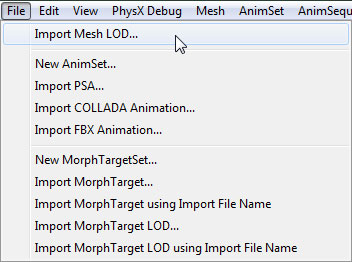 File Edit View PhysX Debug Mesh AnimSet AnimSequ
Import Mesh LOD...
New AnimSet...
Import PSA...
Import COLLADA Animation...
Import FBX Animation...
New MorphTargetSet...
Import MorphTarget...
Import MorphTarget using Import File Name
Import MorphTarget LOD...
Import MorphTarget LOD using Import File Name